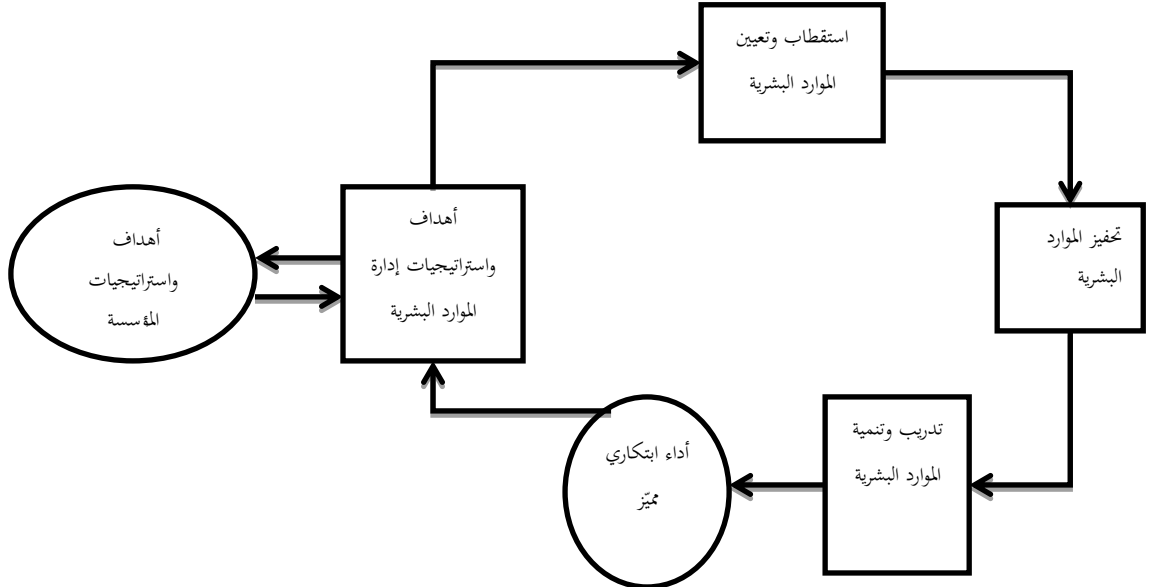 استقطاب وتعيين
الموارد البشرية
تحفيز الموارد
البشرية
أهداف
واستراتيجيات إدارة
الموارد البشرية
أهداف
واستراتيجيات
المؤسسة
تدريب وتنمية
الموارد البشرية
أداء ابتكاري
مميّز